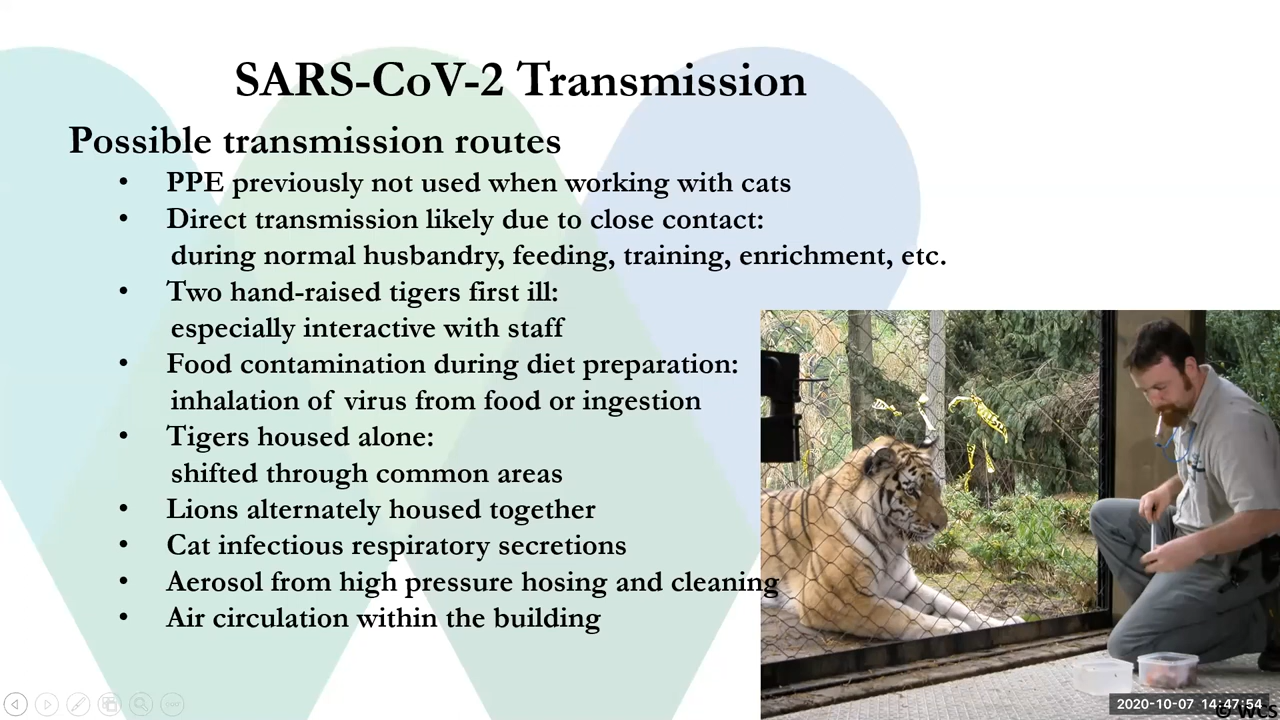 SARS-CoV-2 Transmission
Possible transmission routes
• PPE previously not used when working with cats
• Direct transmission likely due to close contact:
during normal husbandry, feeding, training, enrichment, etc.
• Two hand-raised tigers first ill:
especially interactive with staff
• Food contamination during diet preparation:
inhalation of virus from food or ingestion
• Tigers housed alone:
shifted through common areas
• Lions alternately housed together
• Cat infectious respiratory secretions
• Aerosol from high pressure hosing and cleaning
• Air circulation within the building
2020-10-07 14:47:54
© WCS